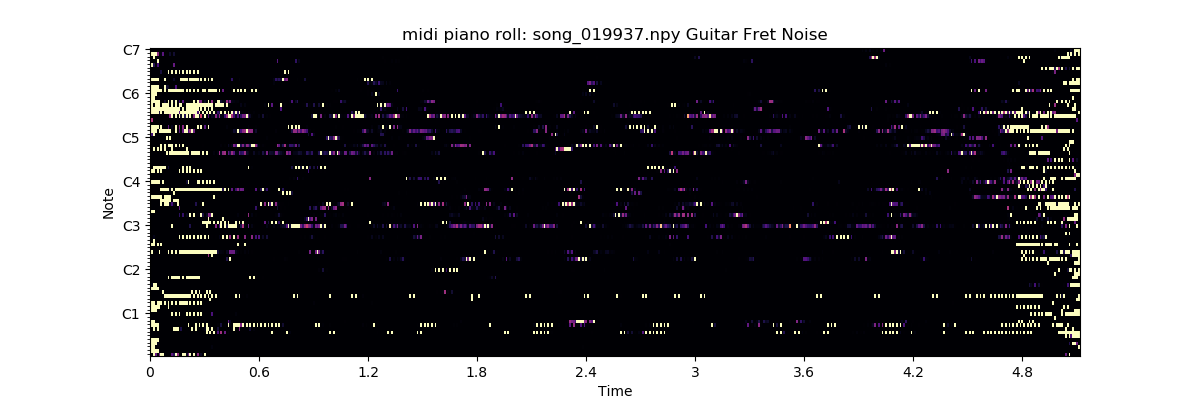 midi piano roll: song_019937.npy Guitar Fret Noise
C7
C6
C5
C4
C3
C2
C1
Note
0 0.6 1.2 1.8 2.4 3 3.6 4.2 4.8
Time